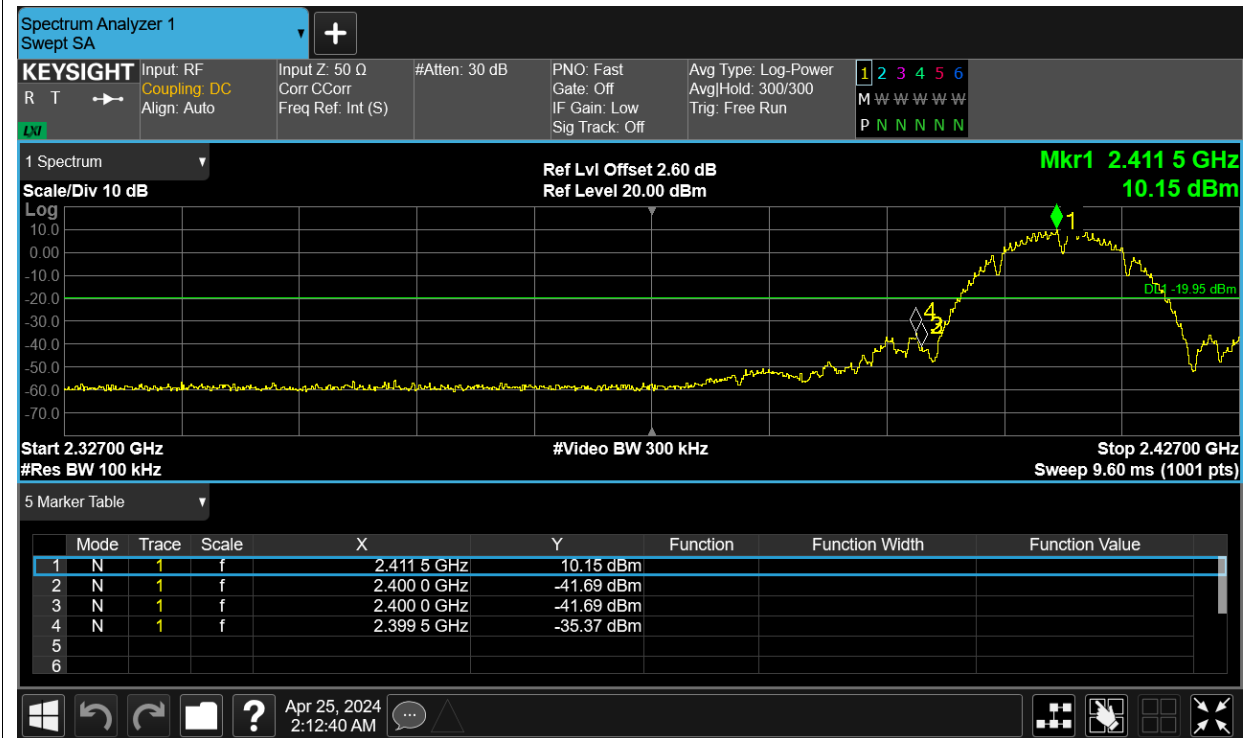 Spectrum Analyzer 1
Swept SA
+
KEYSIGHT
R T
LXI
Input: RF
Coupling: DC
Align: Auto
Input Z: 50 Ω
Corr CCorr
Freq Ref: Int (S)
#Atten: 30 dB
PNO: Fast
Gate: Off
IF Gain: Low
Sig Track: Off
Avg Type: Log-Power
Avg|Hold: 300/300
Trig: Free Run
1 2 3 4 5 6
M W W W W W
P N N N N N
1 Spectrum
Scale/Div 10 dB
Ref Lvl Offset 2.60 dB
Ref Level 20.00 dBm
Mkr1 2.411 5 GHz
10.15 dBm
Log
10.0
0.00
-10.0
-20.0
-30.0
-40.0
-50.0
-60.0
-70.0
1
4
2
DL1 -19.95 dBm
Start 2.32700 GHz
#Res BW 100 kHz
#Video BW 300 kHz
Stop 2.42700 GHz
Sweep 9.60 ms (1001 pts)
5 Marker Table
Mode Trace Scale X Y Function Function Width Function Value
1 N 1 f 2.411 5 GHz 10.15 dBm
2 N 1 f 2.400 0 GHz -41.69 dBm
3 N 1 f 2.400 0 GHz -41.69 dBm
4 N 1 f 2.399 5 GHz -35.37 dBm
5
6
?
Apr 25, 2024
2:12:40 AM